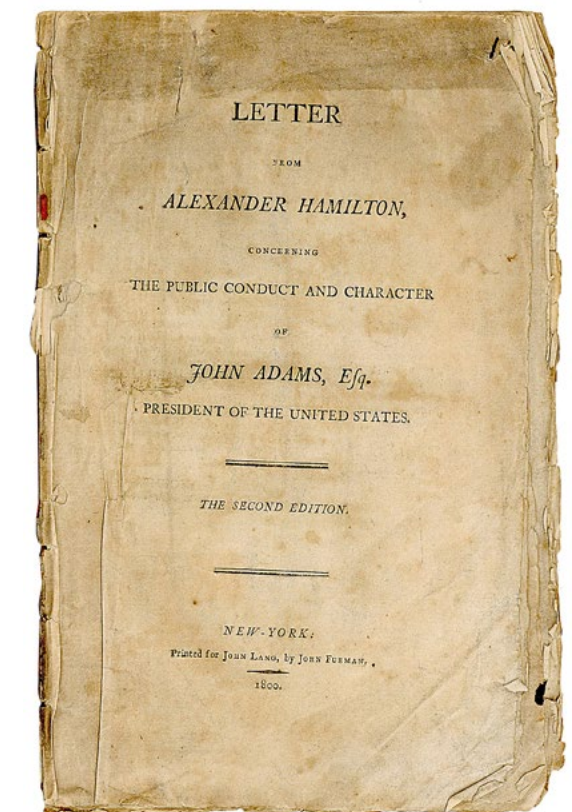 LETTER
FROM
ALEXANDER HAMILTON,
CONCERNING
THE PUBLIC CONDUCT AND CHARACTER
OF
JOHN ADAMS, Eſq.
PRESIDENT OF THE UNITED STATES.
THE SECOND EDITION.
NEW-YORK:
Printed for JOHN LANG, by JOHN FURMAN,
1800.